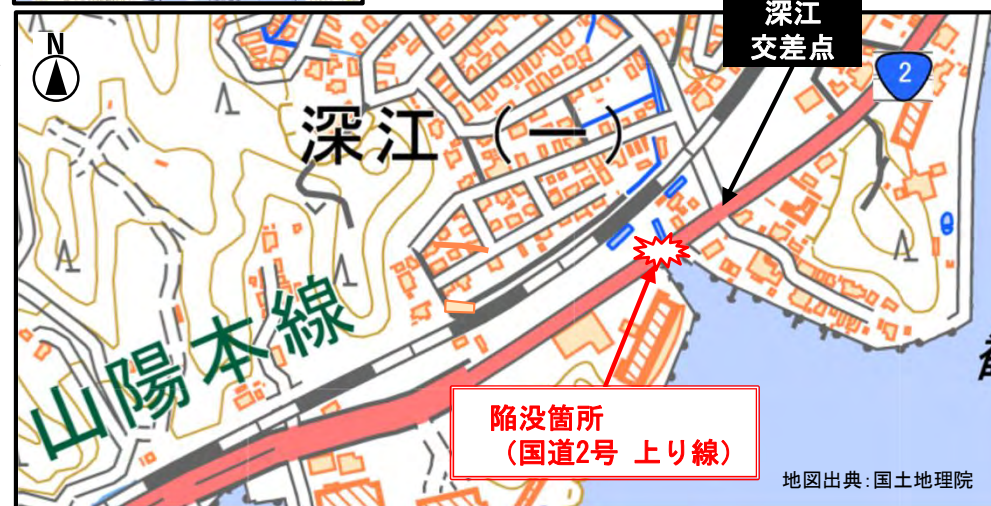 深江
交差点
N
2
深江（一）
山陽本線
陥没箇所
（国道2号 上り線）
地図出典：国土地理院